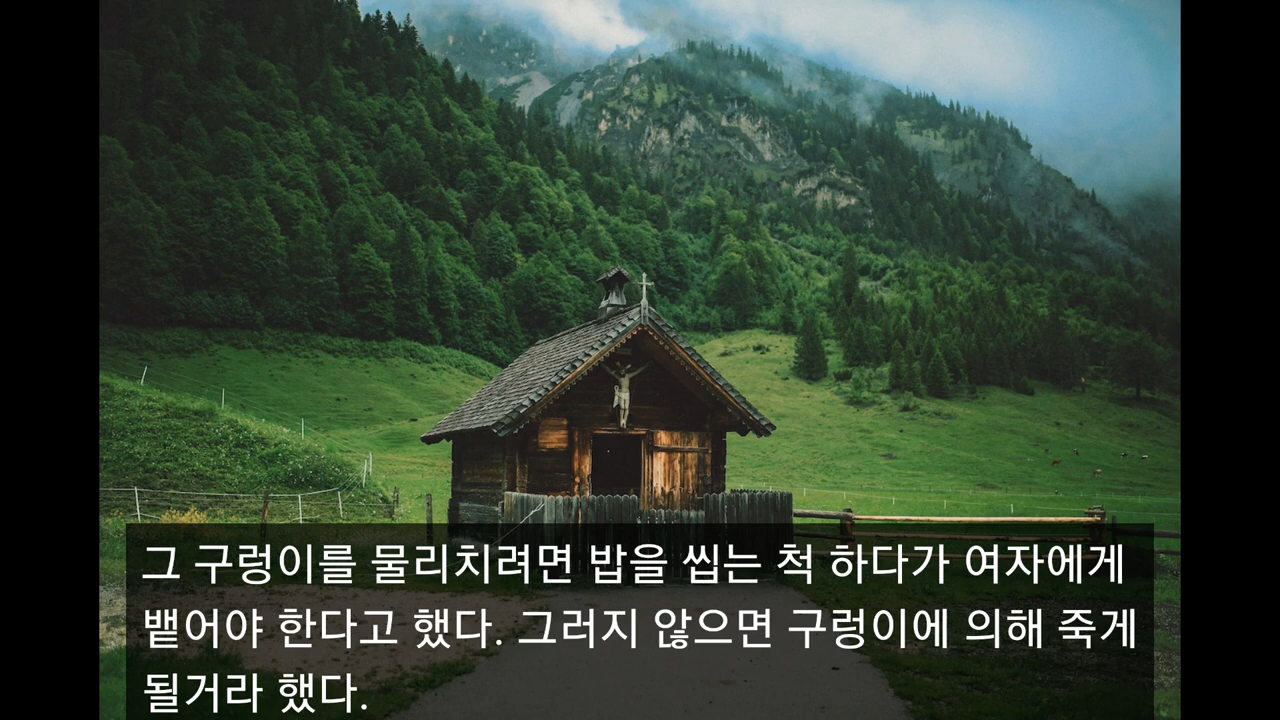 그 구렁이를 물리치려면 밥을 씹는 척 하다가 여자에게
뱉어야 한다고 했다. 그러지 않으면 구렁이에 의해 죽게
될거라 했다.